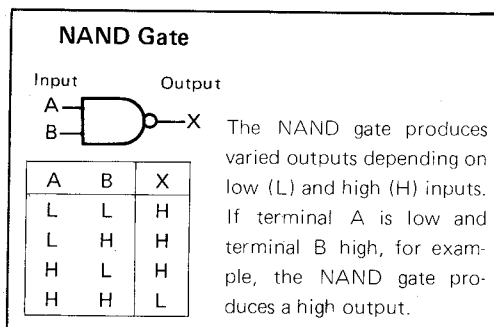 NAND Gate
Input Output
A X
B
A B X
L L H
L H H
H L H
H H L
The NAND gate produces
varied outputs depending on
low (L) and high (H) inputs.
If terminal A is low and
terminal B high, for exam-
ple, the NAND gate pro-
duces a high output.